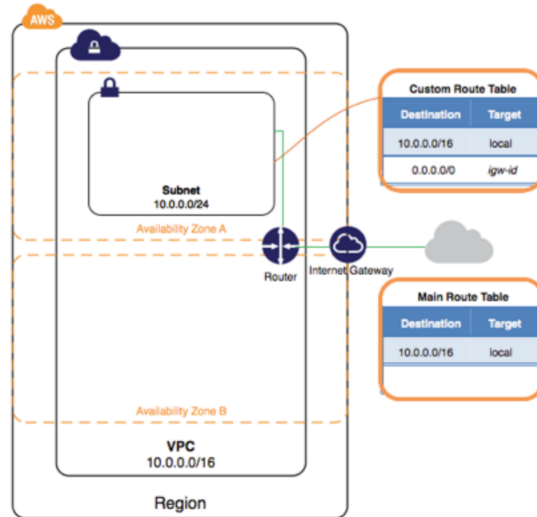 AWS
Custom Route Table
Destination Target
10.0.0.0/16 local
0.0.0.0/0 igw-id
Subnet
10.0.0.0/24
Availability Zone A
Router
Internet Gateway
Main Route Table
Destination Target
10.0.0.0/16 local
Availability Zone B
VPC
10.0.0.0/16
Region